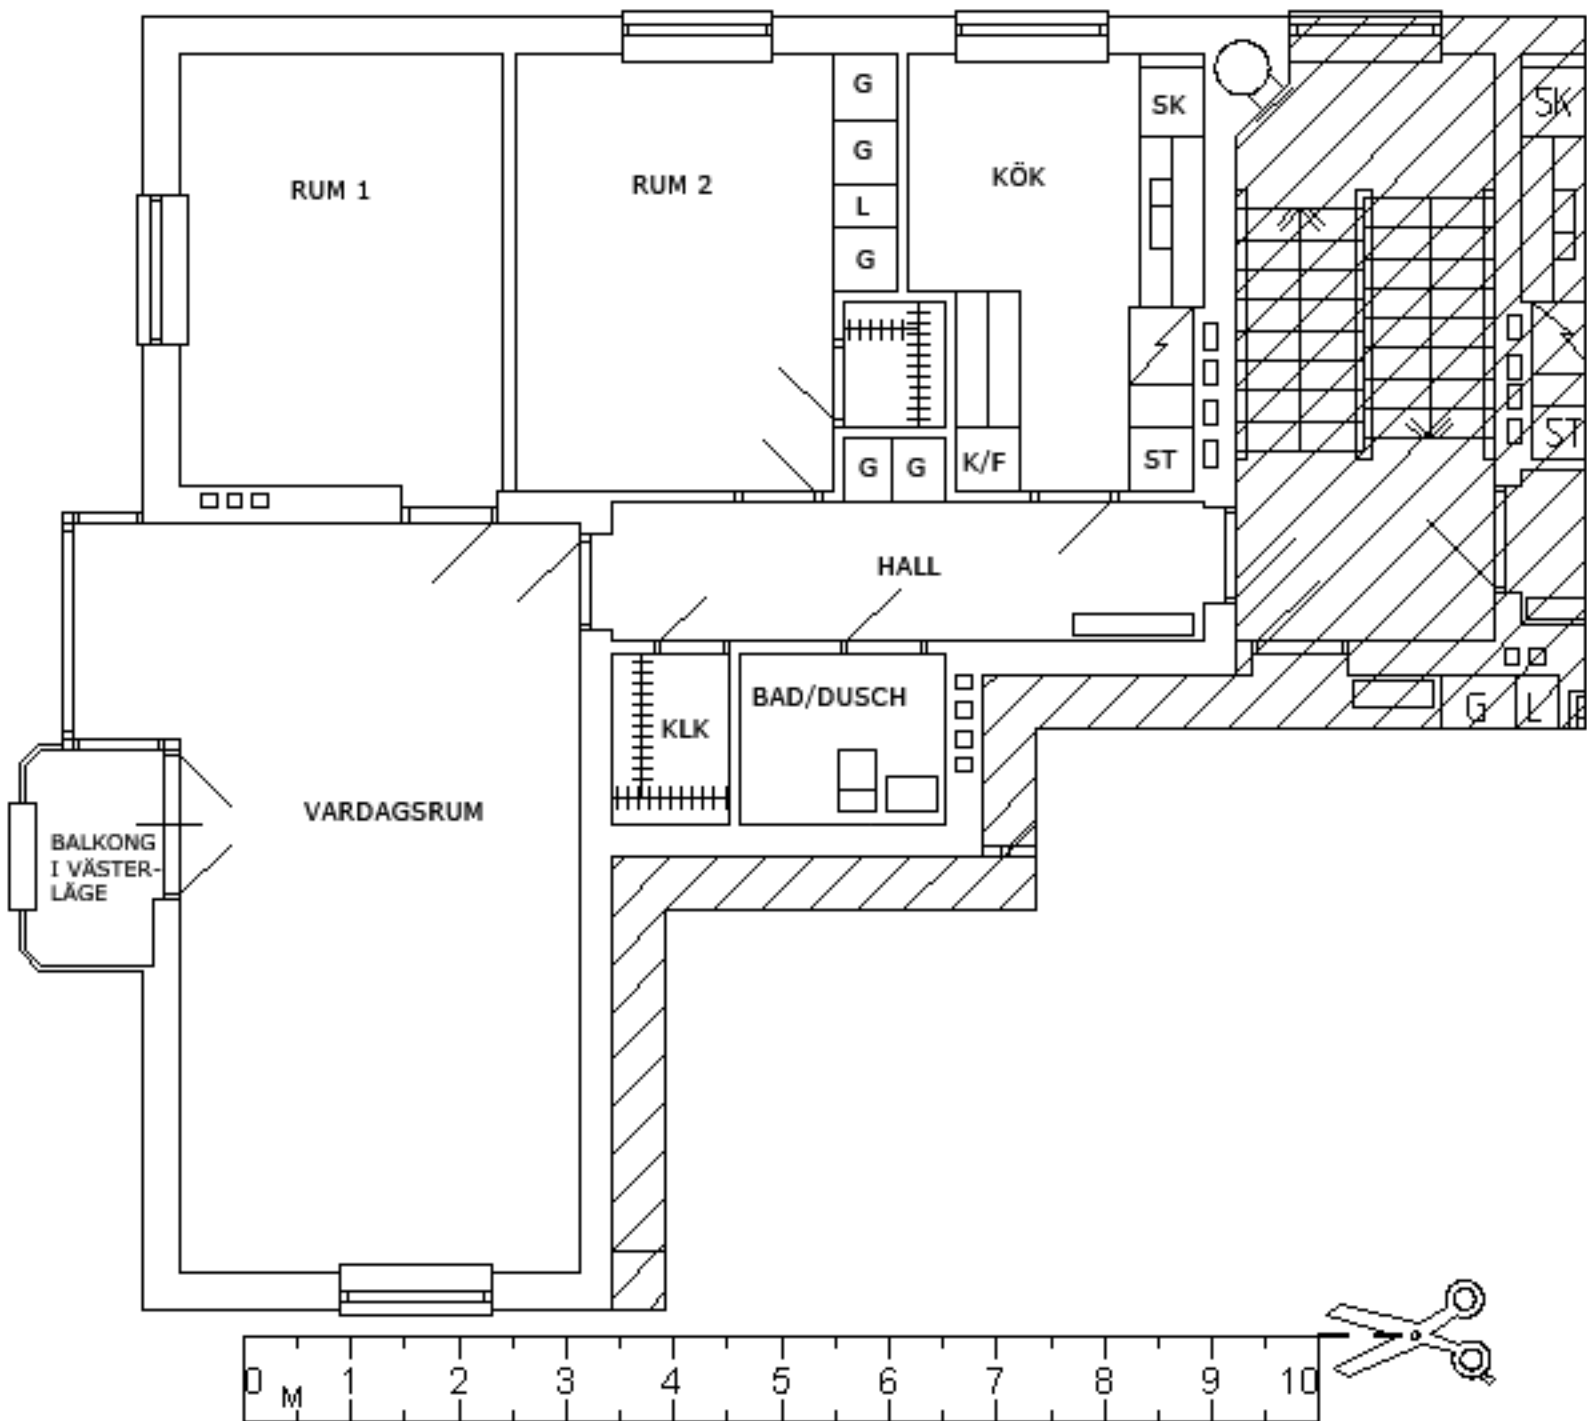 G
SK
SK
G
KÖK
RUM 1
RUM 2
L
G
G
G
K/F
ST
ST
HALL
BAD/DUSCH
KLK
G
L
VARDAGSRUM
BALKONG
I VÄSTER-
LÄGE
0 M 1 2 3 4 5 6 7 8 9 10